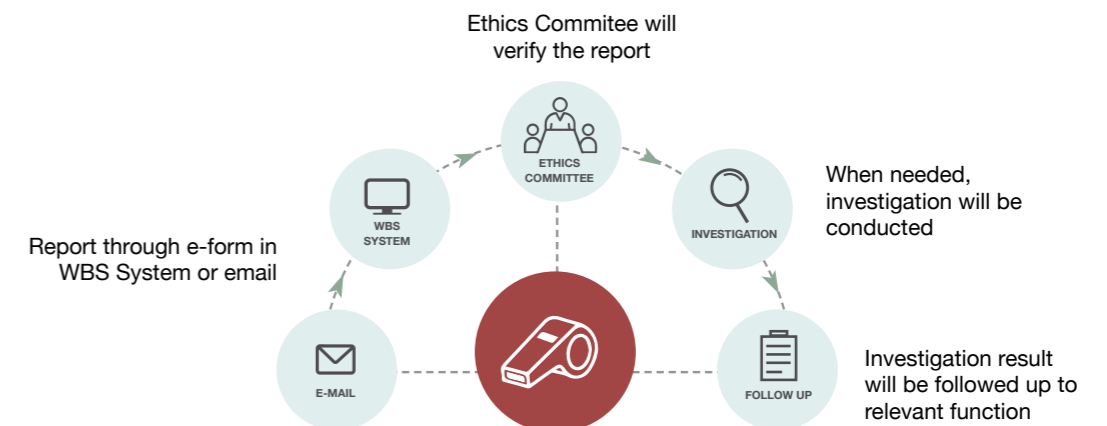 Ethics Commitee will
verify the report
ETHICS
COMMITTEE
WBS
SYSTEM
Report through e-form in
WBS System or email
E-MAIL
INVESTIGATION
When needed,
investigation will be
conducted
FOLLOW UP
Investigation result
will be followed up to
relevant function